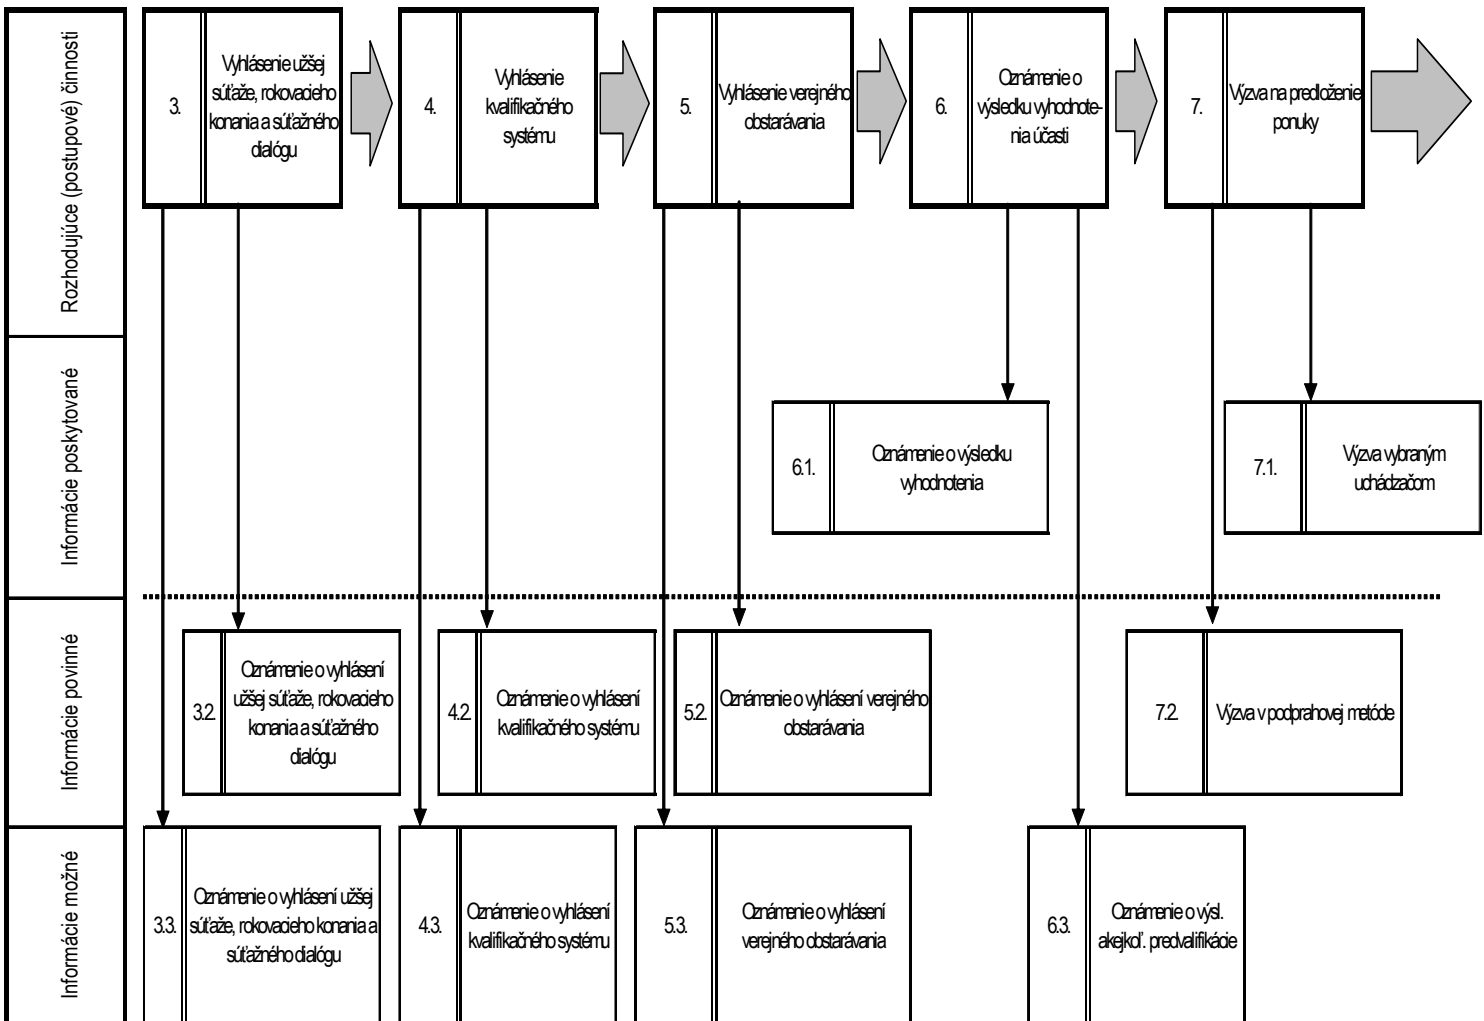 Rozhodujúce (postupové) činnosti
3.
Vyhlásenie užšej
súťaže, rokovacieho
konania a súťažného
dialógu
4.
Vyhlásenie
kvalifikačného
systému
5.
Vyhlásenie verejného
obstarávania
6.
Oznámenie o
výsledku vyhodnote-
nia účasti
7.
Výzva na predloženie
ponuky
Informácie poskytované
6.1.
Oznámenie o výsledku
vyhodnotenia
7.1.
Výzva vybraným
uchádzačom
Informácie povinné
3.2.
Oznámenie o vyhlásení
užšej súťaže, rokovacieho
konania a súťažného
dialógu
4.2.
Oznámenie o vyhlásení
kvalifikačného systému
5.2.
Oznámenie o vyhlásení verejného
obstarávania
7.2.
Výzva v podprahovej metóde
Informácie možné
3.3.
Oznámenie o vyhlásení užšej
súťaže, rokovacieho konania a
súťažného dialógu
4.3.
Oznámenie o vyhlásení
kvalifikačného systému
5.3.
Oznámenie o vyhlásení
verejného obstarávania
6.3.
Oznámenie o výsl.
akejkoľ. predvalifikácie